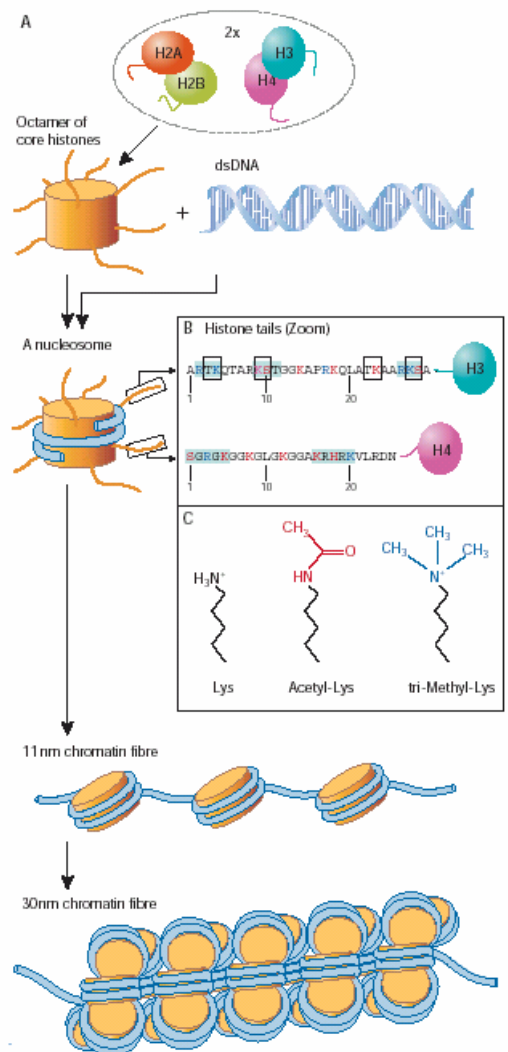 A
2x
H2A
H2B
H3
H4
Octamer of
core histones
dsDNA
+
A nucleosome
B Histone tails (Zoom)
ARTKQTARKSTGGKAPRKQLATKAARKSA
H3
1 10 20
SGRGKGGKGLGKGGAKRHRKVLRDN
H4
1 10 20
C
CH₃
O
HN
H₃N⁺
Lys
Acetyl-Lys
CH₃
CH₃
CH₃
N⁺
tri-Methyl-Lys
11nm chromatin fibre
30nm chromatin fibre